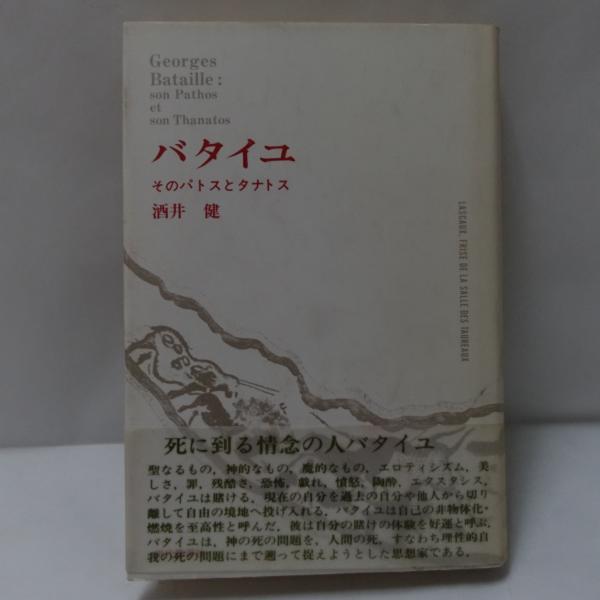 Georges
Bataille:
son Pathos
et
son Thanatos
バタイユ
そのパトスとタナトス
酒井 健
LASCAUX, FRISE DE LA SALLE DES TAUREAUX
死に到る情念の人バタイユ
聖なるもの，神的なもの，魔的なもの，エロティシズム，美
しさ，罪，残酷さ，恐怖，戯れ，憤怒，陶酔，エクスタシス，
バタイユは賭ける。現在の自分を過去の自分や他人から切り
離して自由の境地へ投げ入れる。バタイユは自己の非物体化・
燃焼を至高性と呼んだ。彼は自分の賭けの体験を好運と呼ぶ。
バタイユは，神の死の問題を，人間の死，すなわち理性的自
我の死の問題にまで遡って捉えようとした思想家である。